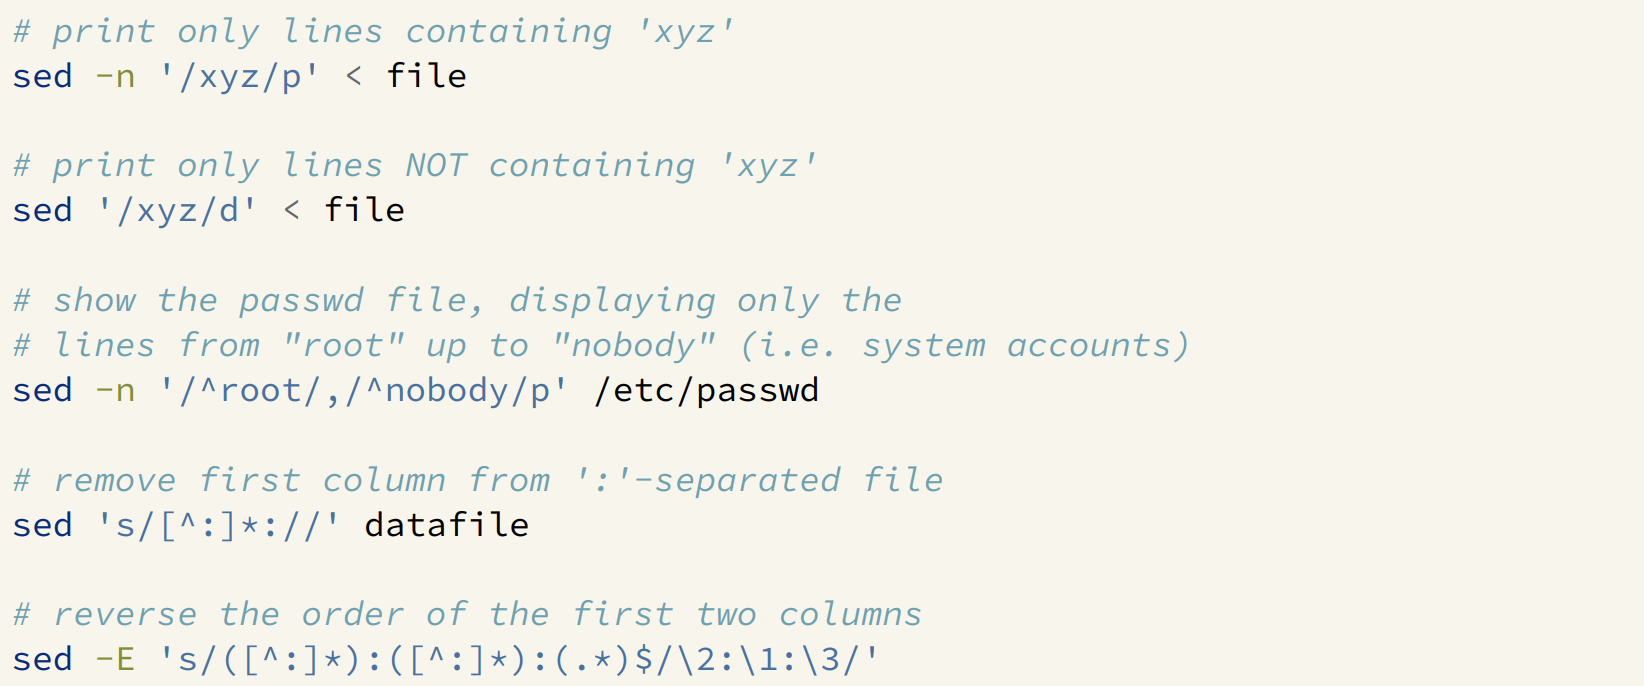 # print only lines containing 'xyz'
sed -n '/xyz/p' < file
# print only lines NOT containing 'xyz'
sed '/xyz/d' < file
# show the passwd file, displaying only the
# lines from "root" up to "nobody" (i.e. system accounts)
sed -n '/^root/,/^nobody/p' /etc/passwd
# remove first column from ':'-separated file
sed 's/[^:]*://' datafile
# reverse the order of the first two columns
sed -E 's/([^:]*):([^:]*):(.*)$/\2:\1:\3/'